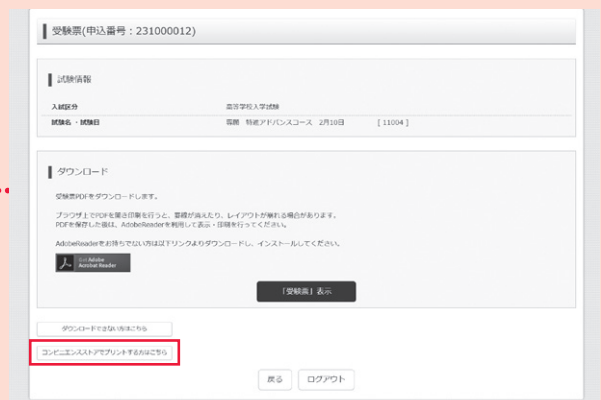 受験票(申込番号：231000012)
試験情報
入試区分 高等学校入学試験
試験名・試験日 専願 特進アドバンスコース 2月10日 [ 11004 ]
ダウンロード
受験票PDFをダウンロードします。
ブラウザ上でPDFを開き印刷を行うと、罫線が消えたり、レイアウトが崩れる場合があります。
PDFを保存した後は、AdobeReaderを利用して表示・印刷を行ってください。
AdobeReaderをお持ちでない方は以下リンクよりダウンロードし、インストールしてください。
Get Adobe
Acrobat Reader
「受験票」表示
ダウンロードできない方はこちら
コンビニエンスストアでプリントする方はこちら
戻る ログアウト